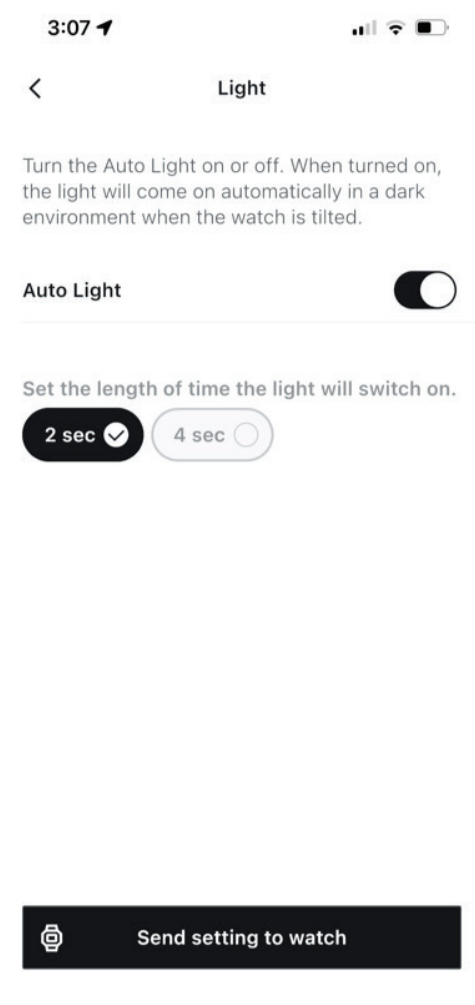 3:07
Light
Turn the Auto Light on or off. When turned on,
the light will come on automatically in a dark
environment when the watch is tilted.
Auto Light
Set the length of time the light will switch on.
2 sec 4 sec
Send setting to watch